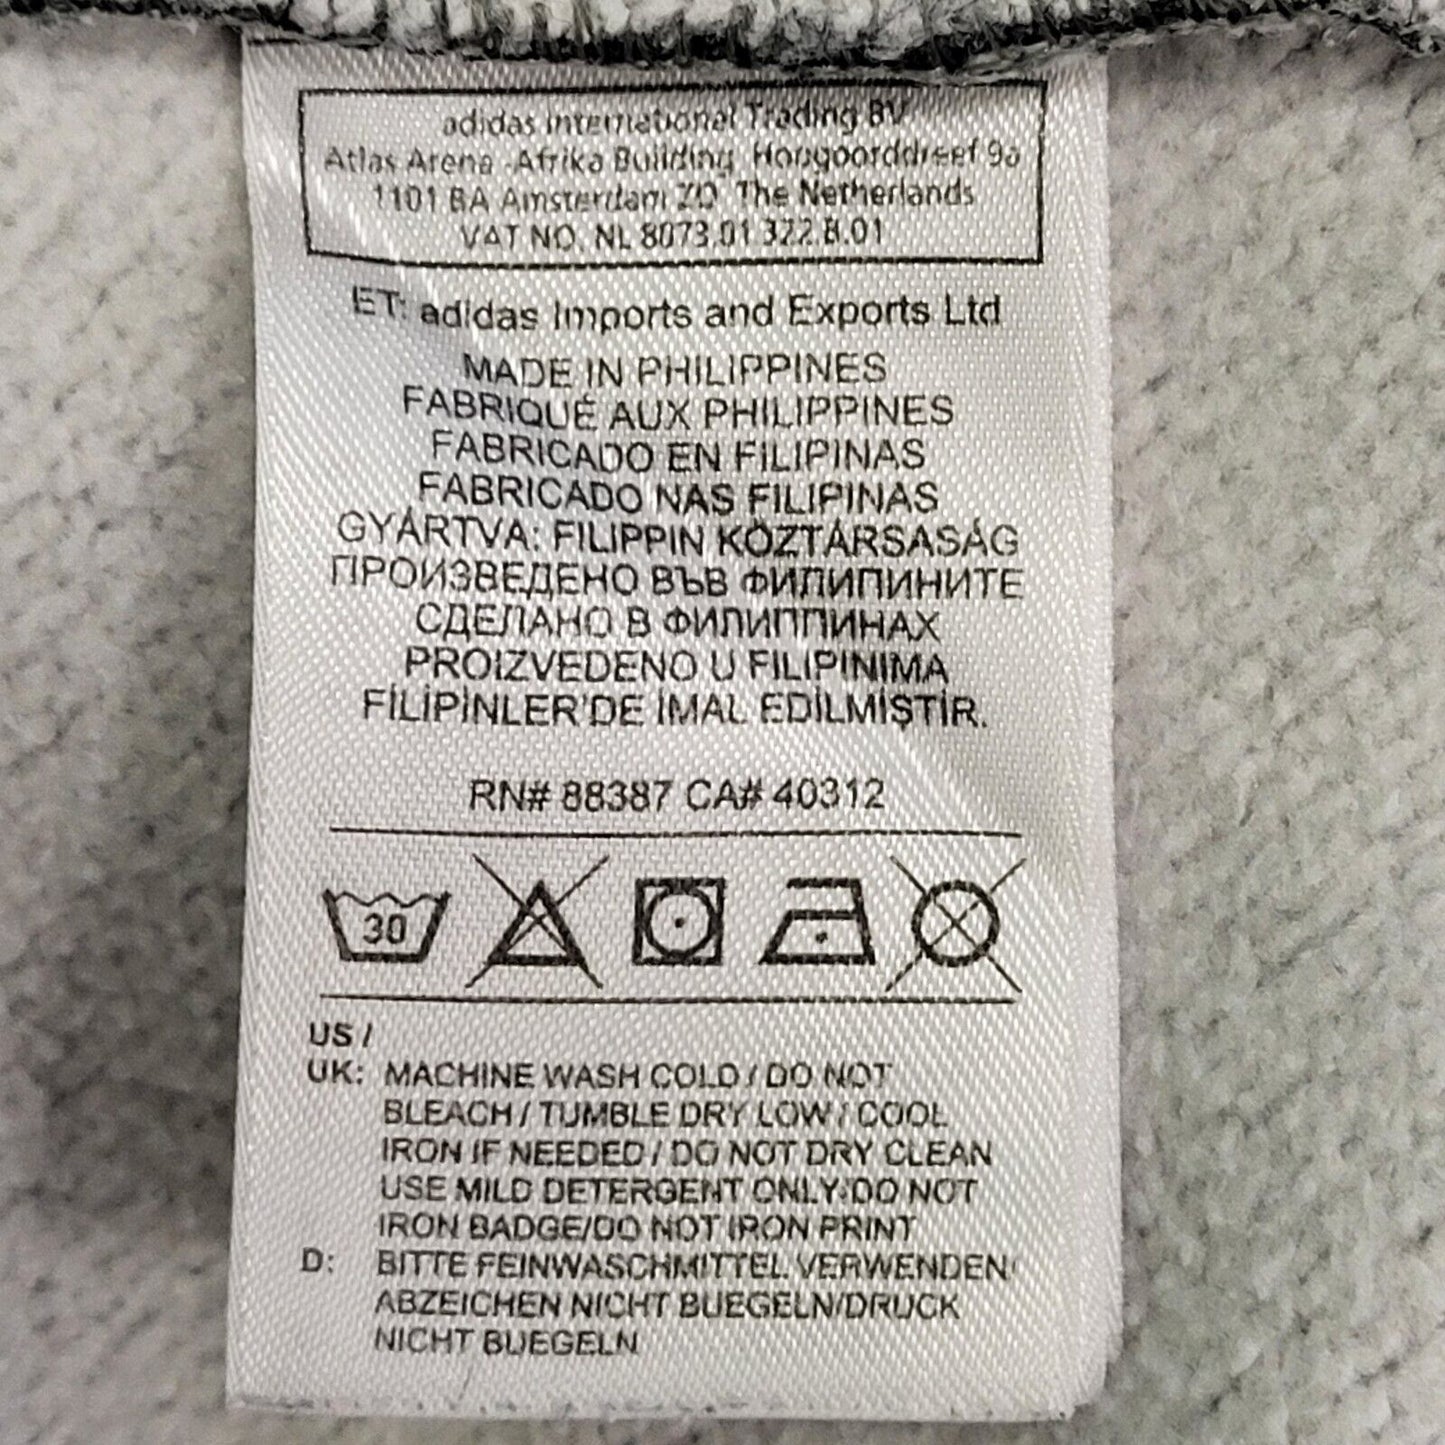 adidas International Trading BV
Atlas Arena -Afrika Building Hoogoorddreef 9a
1101 BA Amsterdam ZO The Netherlands
VAT NO. NL 8073.01.322.B.01
ET: adidas Imports and Exports Ltd
MADE IN PHILIPPINES
FABRIQUÉ AUX PHILIPPINES
FABRICADO EN FILIPINAS
FABRICADO NAS FILIPINAS
GYÁRTVA: FILIPPIN KÖZTÁRSASÁG
ПРОИЗВЕДЕНО ВЪВ ФИЛИПИНИТЕ
СДЕЛАНО В ФИЛИППИНАХ
PROIZVEDENO U FILIPINIMA
FİLİPİNLER'DE İMAL EDİLMİŞTİR.
RN# 88387 CA# 40312
30
US /
UK: MACHINE WASH COLD / DO NOT
BLEACH / TUMBLE DRY LOW / COOL
IRON IF NEEDED / DO NOT DRY CLEAN
USE MILD DETERGENT ONLY/DO NOT
IRON BADGE/DO NOT IRON PRINT
D: BITTE FEINWASCHMITTEL VERWENDEN/
ABZEICHEN NICHT BUEGELN/DRUCK
NICHT BUEGELN